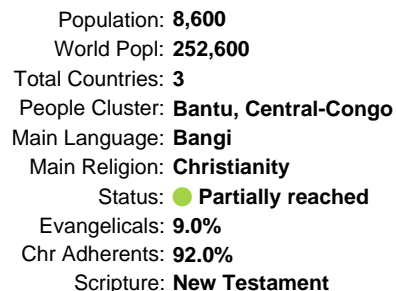 Population: 8,600
World Popl: 252,600
Total Countries: 3
People Cluster: Bantu, Central-Congo
Main Language: Bangi
Main Religion: Christianity
Status: Partially reached
Evangelicals: 9.0%
Chr Adherents: 92.0%
Scripture: New Testament